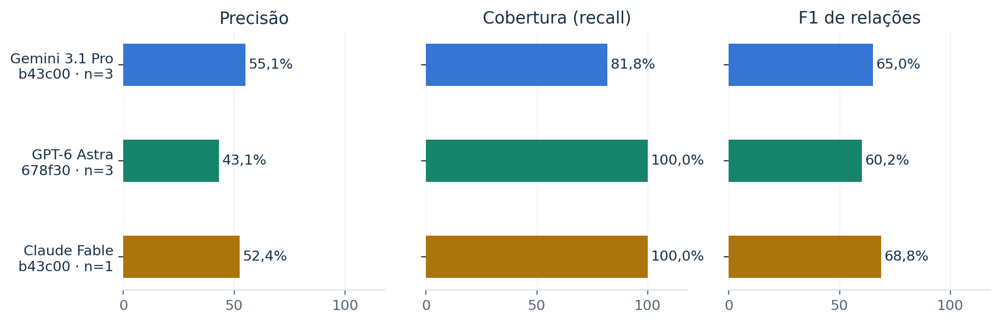 Precisão
Cobertura (recall)
F1 de relações
Gemini 3.1 Pro
b43c00 · n=3
55,1%
81,8%
65,0%
GPT-6 Astra
678f30 · n=3
43,1%
100,0%
60,2%
Claude Fable
b43c00 · n=1
52,4%
100,0%
68,8%
0 50 100
0 50 100
0 50 100